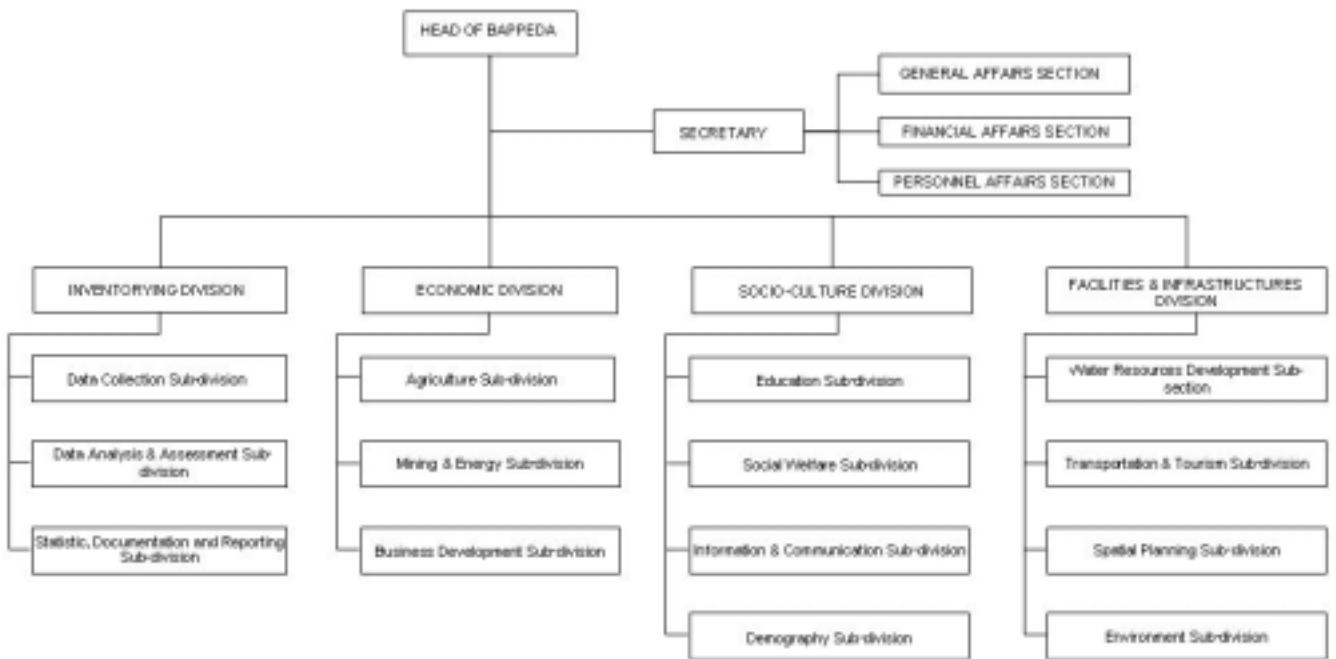 HEAD OF BAPPEDA
GENERAL AFFAIRS SECTION
SECRETARY
FINANCIAL AFFAIRS SECTION
PERSONNEL AFFAIRS SECTION
INVENTORYING DIVISION
ECONOMIC DIVISION
SOCIO-CULTURE DIVISION
FACILITIES & INFRASTRUCTURES
DIVISION
Data Collection Sub-division
Agriculture Sub-division
Education Sub-division
Water Resources Development Sub-
section
Data Analysis & Assessment Sub-
division
Mining & Energy Sub-division
Social Welfare Sub-division
Transportation & Tourism Sub-division
Statistic, Documentation and Reporting
Sub-division
Business Development Sub-division
Information & Communication Sub-division
Spatial Planning Sub-division
Demography Sub-division
Environment Sub-division